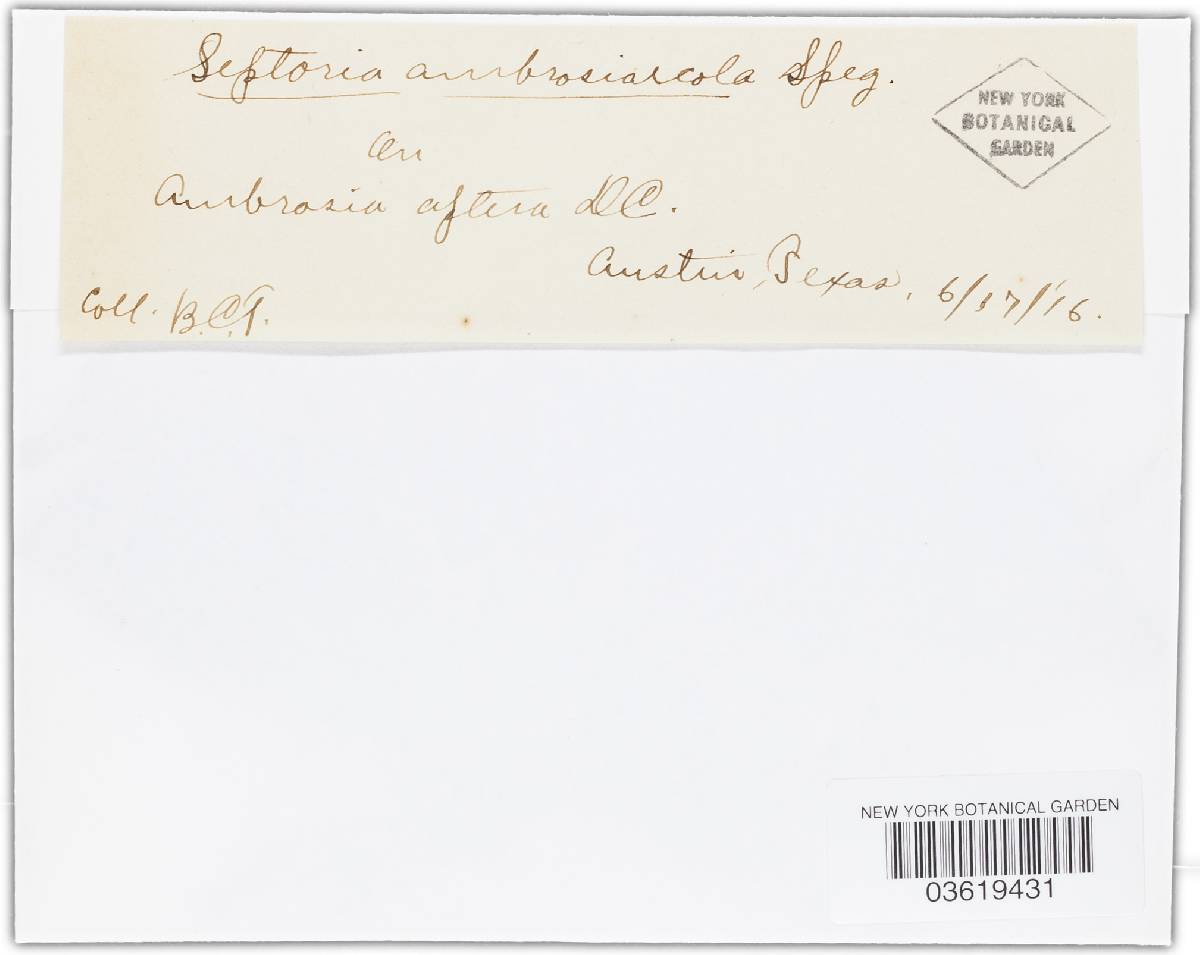 Septoria ambrosiaecola Speg.
NEW YORK
BOTANICAL
GARDEN
On
Ambrosia aptera DC.
Austin, Texas, 6/17/'16.
Coll. B.C.T.
NEW YORK BOTANICAL GARDEN
03619431